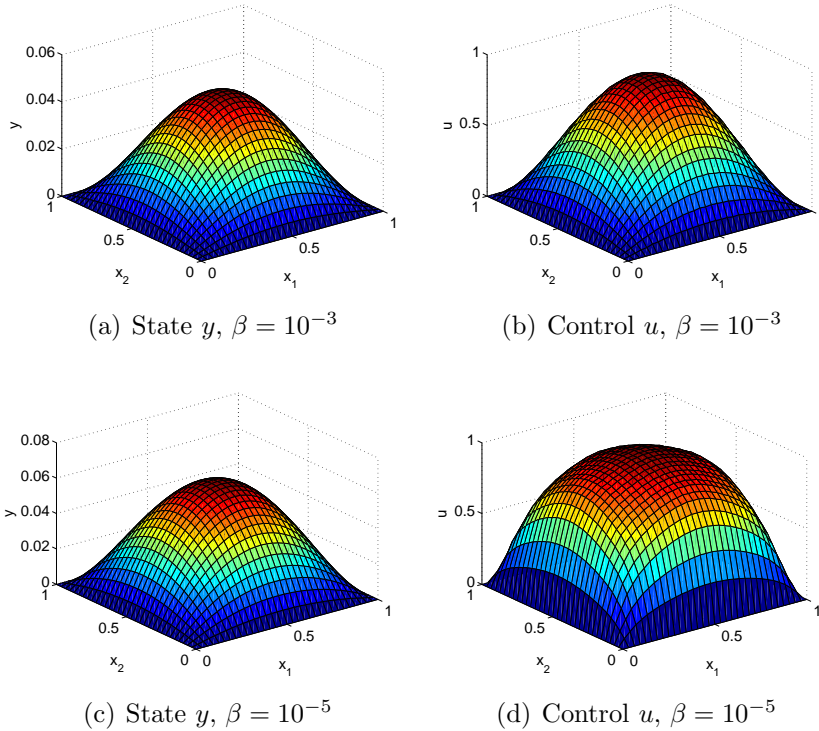 0.06
0.04
0.02
0
y
1
0.5
0
x₂
0
0.5
1
x₁
(a) State y, β = 10⁻³
1
0.5
0
u
1
0.5
0
x₂
0
0.5
1
x₁
(b) Control u, β = 10⁻³
0.08
0.06
0.04
0.02
0
y
1
0.5
0
x₂
0
0.5
1
x₁
(c) State y, β = 10⁻⁵
1
0.5
0
u
1
0.5
0
x₂
0
0.5
1
x₁
(d) Control u, β = 10⁻⁵